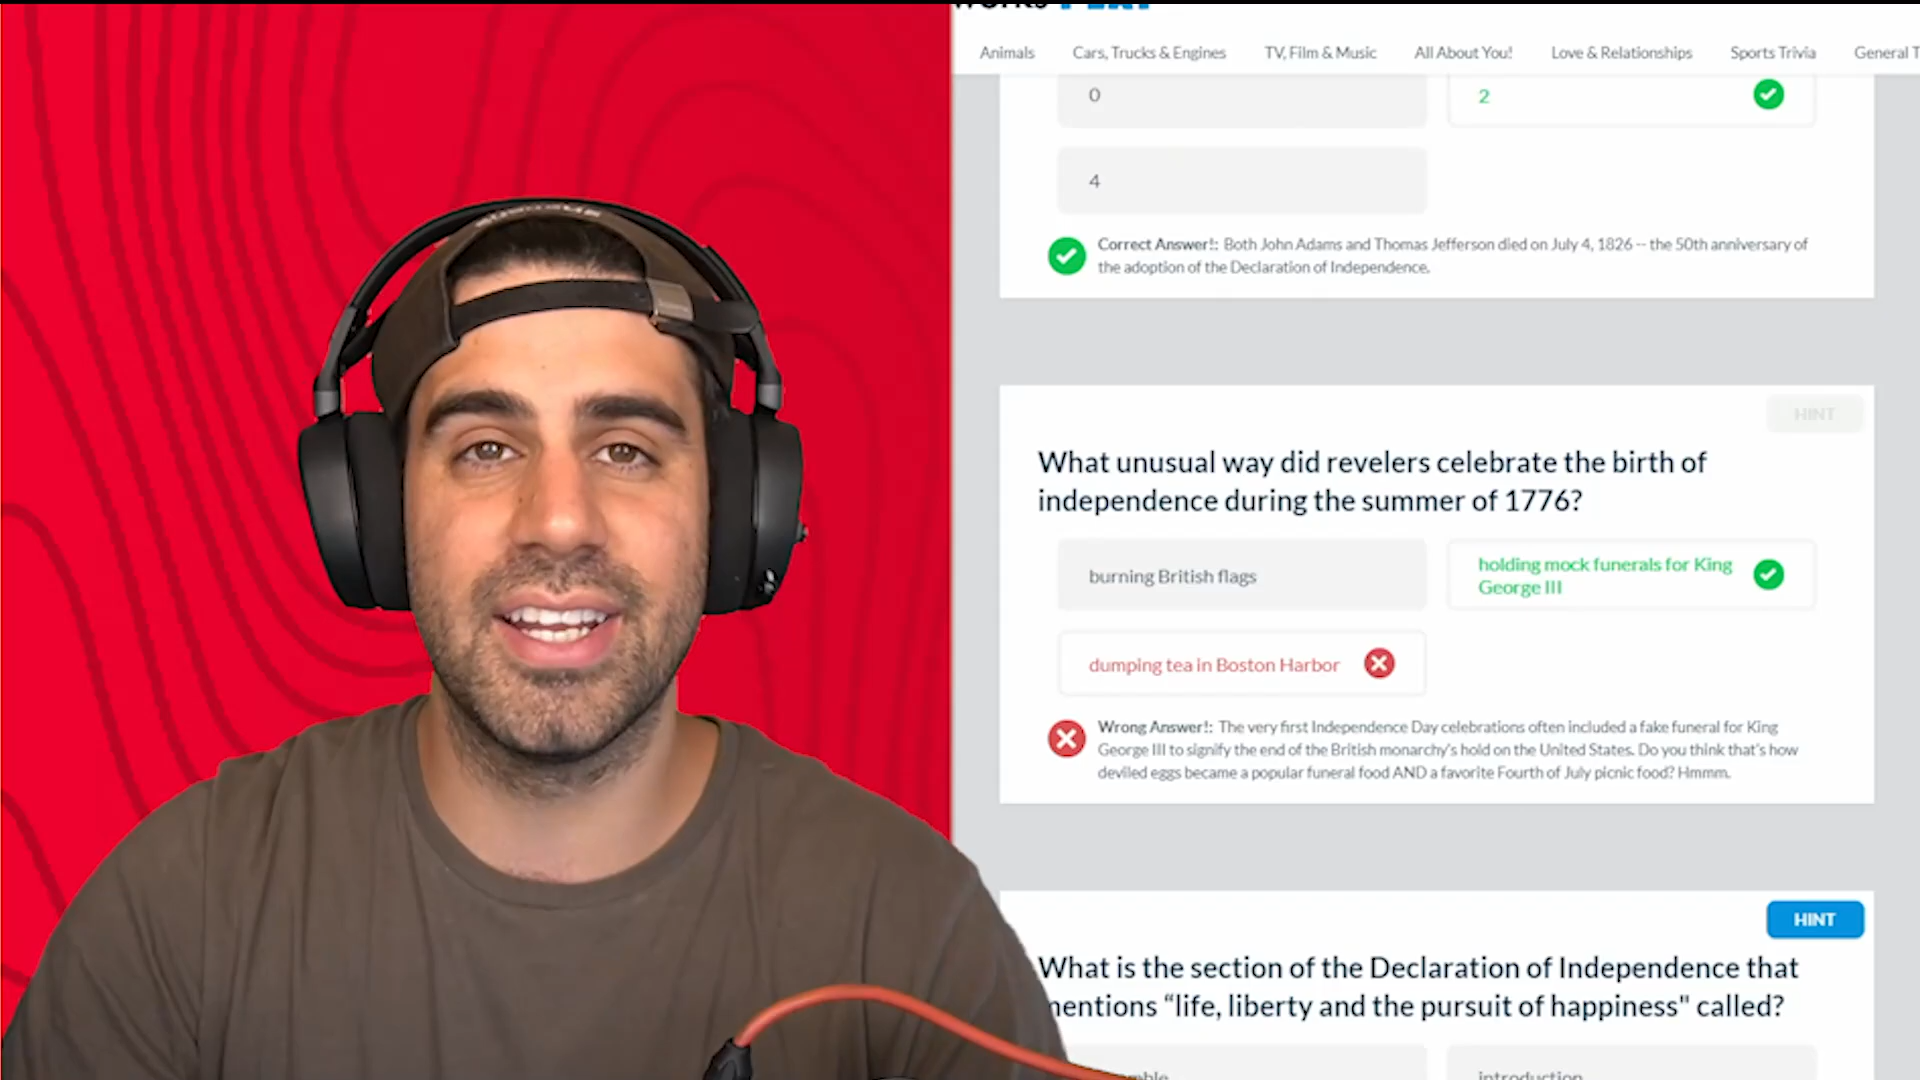 Animals Cars, Trucks & Engines TV, Film & Music All About You! Love & Relationships Sports Trivia General T
0
2
4
Correct Answer!: Both John Adams and Thomas Jefferson died on July 4, 1826 -- the 50th anniversary of
the adoption of the Declaration of Independence.
HINT
What unusual way did revelers celebrate the birth of
independence during the summer of 1776?
burning British flags
holding mock funerals for King
George III
dumping tea in Boston Harbor
Wrong Answer!: The very first Independence Day celebrations often included a fake funeral for King
George III to signify the end of the British monarchy's hold on the United States. Do you think that's how
deviled eggs became a popular funeral food AND a favorite Fourth of July picnic food? Hmmm.
HINT
What is the section of the Declaration of Independence that
mentions “life, liberty and the pursuit of happiness" called?
introduction